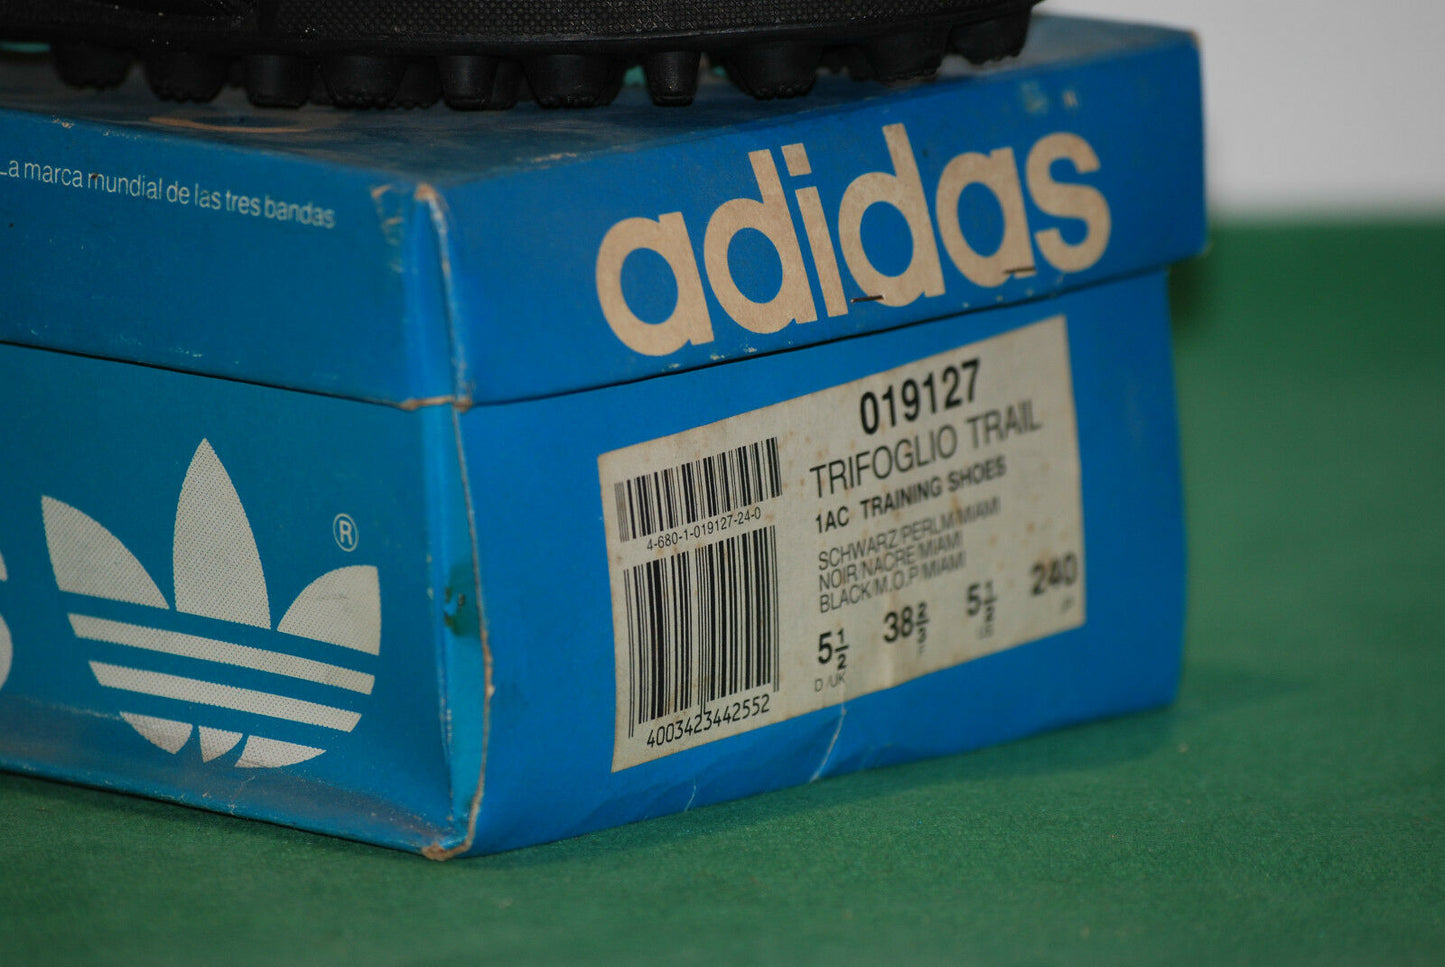 La marca mundial de las tres bandas
adidas
®
019127
TRIFOGLIO TRAIL
1AC TRAINING SHOES
4-680-1-019127-24-0
SCHWARZ/PERLM/MIAMI
NOIR/NACRE/MIAMI
BLACK/M.O.P/MIAMI
5 1/2 38 2/3 5 1/2 240
D /UK
4003423442552